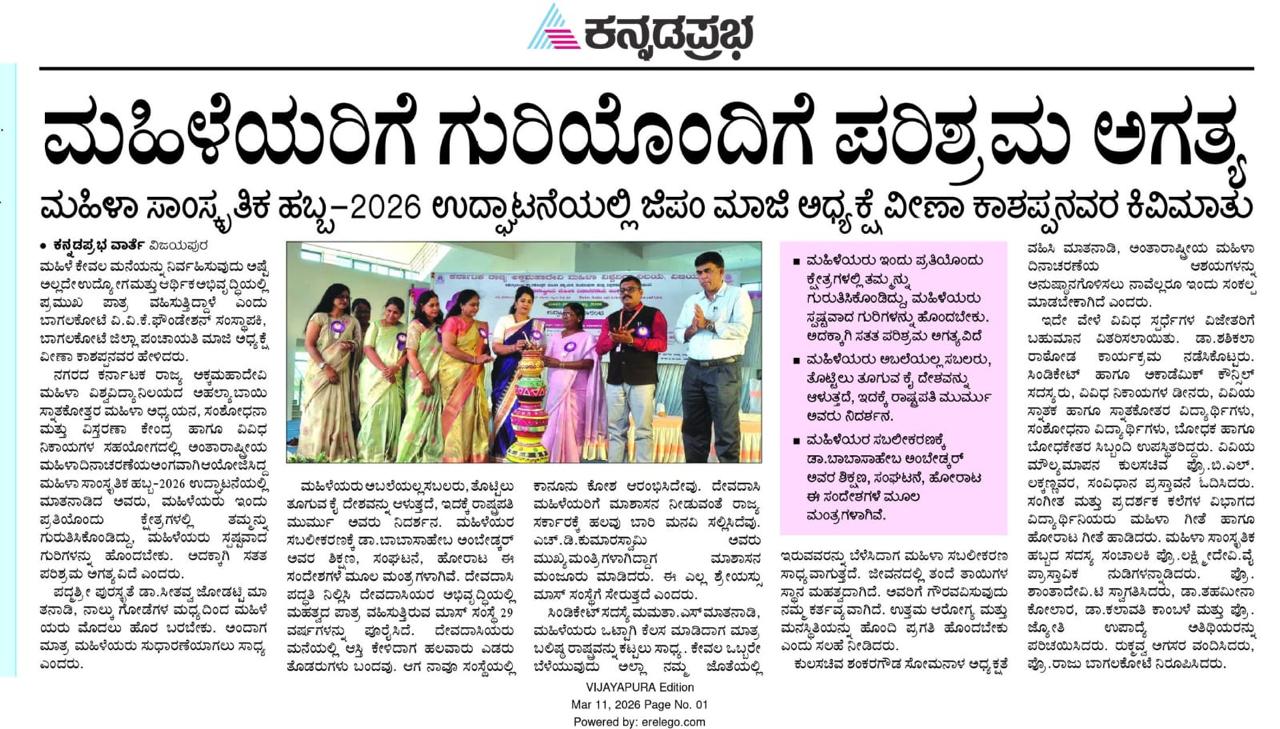 ಕನ್ನಡಪ್ರಭ
ಮಹಿಳೆಯರಿಗೆ ಗುರಿಯೊಂದಿಗೆ ಪರಿಶ್ರಮ ಅಗತ್ಯ
ಮಹಿಳಾ ಸಾಂಸ್ಕೃತಿಕ ಹಬ್ಬ-2026 ಉದ್ಘಾಟನೆಯಲ್ಲಿ ಜಿಪಂ ಮಾಜಿ ಅಧ್ಯಕ್ಷೆ ವೀಣಾ ಕಾಶಪ್ಪನವರ ಕಿವಿಮಾತು
• ಕನ್ನಡಪ್ರಭ ವಾರ್ತೆ ವಿಜಯಪುರ
ಮಹಿಳೆ ಕೇವಲ ಮನೆಯನ್ನು ನಿರ್ವಹಿಸುವುದು ಅಷ್ಟೆ
ಅಲ್ಲದೇ ಉದ್ಯೋಗ ಮತ್ತು ಆರ್ಥಿಕ ಅಭಿವೃದ್ಧಿಯಲ್ಲಿ
ಪ್ರಮುಖ ಪಾತ್ರ ವಹಿಸುತ್ತಿದ್ದಾಳೆ ಎಂದು
ಬಾಗಲಕೋಟೆ ವಿ.ವಿ.ಕೆ.ಫೌಂಡೇಶನ್ ಸಂಸ್ಥಾಪಕಿ,
ಬಾಗಲಕೋಟೆ ಜಿಲ್ಲಾ ಪಂಚಾಯತಿ ಮಾಜಿ ಅಧ್ಯಕ್ಷೆ
ವೀಣಾ ಕಾಶಪ್ಪನವರ ಹೇಳಿದರು.
ನಗರದ ಕರ್ನಾಟಕ ರಾಜ್ಯ ಅಕ್ಕಮಹಾದೇವಿ
ಮಹಿಳಾ ವಿಶ್ವವಿದ್ಯಾನಿಲಯದ ಅಹಲ್ಯಾಬಾಯಿ
ಸ್ನಾತಕೋತ್ತರ ಮಹಿಳಾ ಅಧ್ಯಯನ, ಸಂಶೋಧನಾ
ಮತ್ತು ವಿಸ್ತರಣಾ ಕೇಂದ್ರ ಹಾಗೂ ವಿವಿಧ
ನಿಕಾಯಗಳ ಸಹಯೋಗದಲ್ಲಿ ಅಂತಾರಾಷ್ಟ್ರೀಯ
ಮಹಿಳಾ ದಿನಾಚರಣೆಯ ಅಂಗವಾಗಿ ಆಯೋಜಿಸಿದ್ದ
ಮಹಿಳಾ ಸಾಂಸ್ಕೃತಿಕ ಹಬ್ಬ-2026 ಉದ್ಘಾಟನೆಯಲ್ಲಿ
ಮಾತನಾಡಿದ ಅವರು, ಮಹಿಳೆಯರು ಇಂದು
ಪ್ರತಿಯೊಂದು ಕ್ಷೇತ್ರಗಳಲ್ಲಿ ತಮ್ಮನ್ನು
ಗುರುತಿಸಿಕೊಂಡಿದ್ದು, ಮಹಿಳೆಯರು ಸ್ಪಷ್ಟವಾದ
ಗುರಿಗಳನ್ನು ಹೊಂದಬೇಕು. ಅದಕ್ಕಾಗಿ ಸತತ
ಪರಿಶ್ರಮ ಅಗತ್ಯವಿದೆ ಎಂದರು.
ಪದ್ಮಶ್ರೀ ಪುರಸ್ಕೃತೆ ಡಾ.ಸೀತವ್ವ ಜೋಡಟ್ಟಿ ಮಾ
ತನಾಡಿ, ನಾಲ್ಕು ಗೋಡೆಗಳ ಮಧ್ಯದಿಂದ ಮಹಿಳೆ
ಯರು ಮೊದಲು ಹೊರ ಬರಬೇಕು. ಅಂದಾಗ
ಮಾತ್ರ ಮಹಿಳೆಯರು ಸುಧಾರಣೆಯಾಗಲು ಸಾಧ್ಯ
ಎಂದರು.
ಕರ್ನಾಟಕ ರಾಜ್ಯ ಅಕ್ಕಮಹಾದೇವಿ ಮಹಿಳಾ ವಿಶ್ವವಿದ್ಯಾನಿಲಯ, ವಿಜಯ
ಮಹಿಳೆಯರು ಅಬಲೆಯಲ್ಲ ಸಬಲರು, ತೊಟ್ಟಿಲು
ತೂಗುವ ಕೈ ದೇಶವನ್ನು ಆಳುತ್ತದೆ, ಇದಕ್ಕೆ ರಾಷ್ಟ್ರಪತಿ
ಮುರ್ಮು ಅವರು ನಿದರ್ಶನ. ಮಹಿಳೆಯರ
ಸಬಲೀಕರಣಕ್ಕೆ ಡಾ.ಬಾಬಾಸಾಹೇಬ ಅಂಬೇಡ್ಕರ್
ಅವರ ಶಿಕ್ಷಣ, ಸಂಘಟನೆ, ಹೋರಾಟ ಈ
ಸಂದೇಶಗಳೆ ಮೂಲ ಮಂತ್ರಗಳಾಗಿವೆ. ದೇವದಾಸಿ
ಪದ್ಧತಿ ನಿಲ್ಲಿಸಿ ದೇವದಾಸಿಯರ ಅಭಿವೃದ್ಧಿಯಲ್ಲಿ
ಮಹತ್ವದ ಪಾತ್ರ ವಹಿಸುತ್ತಿರುವ ಮಾಸ್ ಸಂಸ್ಥೆ 29
ವರ್ಷಗಳನ್ನು ಪೂರೈಸಿದೆ. ದೇವದಾಸಿಯರು
ಮನೆಯಲ್ಲಿ ಆಸ್ತಿ ಕೇಳಿದಾಗ ಹಲವಾರು ಎಡರು
ತೊಡರುಗಳು ಬಂದವು. ಆಗ ನಾವೂ ಸಂಸ್ಥೆಯಲ್ಲಿ
ಕಾನೂನು ಕೋಶ ಆರಂಭಿಸಿದೇವು. ದೇವದಾಸಿ
ಮಹಿಳೆಯರಿಗೆ ಮಾಶಾಸನ ನೀಡುವಂತೆ ರಾಜ್ಯ
ಸರ್ಕಾರಕ್ಕೆ ಹಲವು ಬಾರಿ ಮನವಿ ಸಲ್ಲಿಸಿದೆವು.
ಎಚ್.ಡಿ.ಕುಮಾರಸ್ವಾಮಿ ಅವರು
ಮುಖ್ಯಮಂತ್ರಿಗಳಾಗಿದ್ದಾಗ ಮಾಶಾಸನ
ಮಂಜೂರು ಮಾಡಿದರು. ಈ ಎಲ್ಲ ಶ್ರೇಯಸ್ಸು
ಮಾಸ್ ಸಂಸ್ಥೆಗೆ ಸೇರುತ್ತದೆ ಎಂದರು.
ಸಿಂಡಿಕೆಟ್ ಸದಸ್ಯೆ ಮಮತಾ.ಎಸ್ ಮಾತನಾಡಿ,
ಮಹಿಳೆಯರು ಒಟ್ಟಾಗಿ ಕೆಲಸ ಮಾಡಿದಾಗ ಮಾತ್ರ
ಬಲಿಷ್ಠ ರಾಷ್ಟ್ರವನ್ನು ಕಟ್ಟಲು ಸಾಧ್ಯ. ಕೇವಲ ಒಬ್ಬರೇ
ಬೆಳೆಯುವುದು ಅಲ್ಲಾ ನಮ್ಮ ಜೊತೆಯಲ್ಲಿ
■ ಮಹಿಳೆಯರು ಇಂದು ಪ್ರತಿಯೊಂದು
ಕ್ಷೇತ್ರಗಳಲ್ಲಿ ತಮ್ಮನ್ನು
ಗುರುತಿಸಿಕೊಂಡಿದ್ದು, ಮಹಿಳೆಯರು
ಸ್ಪಷ್ಟವಾದ ಗುರಿಗಳನ್ನು ಹೊಂದಬೇಕು.
ಅದಕ್ಕಾಗಿ ಸತತ ಪರಿಶ್ರಮ ಅಗತ್ಯವಿದೆ
■ ಮಹಿಳೆಯರು ಅಬಲೆಯಲ್ಲ ಸಬಲರು,
ತೊಟ್ಟಿಲು ತೂಗುವ ಕೈ ದೇಶವನ್ನು
ಆಳುತ್ತದೆ, ಇದಕ್ಕೆ ರಾಷ್ಟ್ರಪತಿ ಮುರ್ಮು
ಅವರು ನಿದರ್ಶನ.
■ ಮಹಿಳೆಯರ ಸಬಲೀಕರಣಕ್ಕೆ
ಡಾ.ಬಾಬಾಸಾಹೇಬ ಅಂಬೇಡ್ಕರ್
ಅವರ ಶಿಕ್ಷಣ, ಸಂಘಟನೆ, ಹೋರಾಟ
ಈ ಸಂದೇಶಗಳೆ ಮೂಲ
ಮಂತ್ರಗಳಾಗಿವೆ.
ಇರುವವರನ್ನು ಬೆಳೆಸಿದಾಗ ಮಹಿಳಾ ಸಬಲೀಕರಣ
ಸಾಧ್ಯವಾಗುತ್ತದೆ. ಜೀವನದಲ್ಲಿ ತಂದೆ ತಾಯಿಗಳ
ಸ್ಥಾನ ಮಹತ್ವದಾಗಿದೆ. ಅವರಿಗೆ ಗೌರವವಿಸುವುದು
ನಮ್ಮ ಕರ್ತವ್ಯವಾಗಿದೆ. ಉತ್ತಮ ಆರೋಗ್ಯ ಮತ್ತು
ಮನಸ್ಥಿತಿಯನ್ನು ಹೊಂದಿ ಪ್ರಗತಿ ಹೊಂದಬೇಕು
ಎಂದು ಸಲಹೆ ನೀಡಿದರು.
ಕುಲಸಚಿವ ಶಂಕರಗೌಡ ಸೋಮನಾಳ ಅಧ್ಯಕ್ಷತೆ
ವಹಿಸಿ ಮಾತನಾಡಿ, ಅಂತಾರಾಷ್ಟ್ರೀಯ ಮಹಿಳಾ
ದಿನಾಚರಣೆಯ ಆಶಯಗಳನ್ನು
ಅನುಷ್ಠಾನಗೊಳಿಸಲು ನಾವೆಲ್ಲರೂ ಇಂದು ಸಂಕಲ್ಪ
ಮಾಡಬೇಕಾಗಿದೆ ಎಂದರು.
ಇದೇ ವೇಳೆ ವಿವಿಧ ಸ್ಪರ್ಧೆಗಳ ವಿಜೇತರಿಗೆ
ಬಹುಮಾನ ವಿತರಿಸಲಾಯಿತು. ಡಾ.ಶಶಿಕಲಾ
ರಾಠೋಡ ಕಾರ್ಯಕ್ರಮ ನಡೆಸಿಕೊಟ್ಟರು.
ಸಿಂಡಿಕೇಟ್ ಹಾಗೂ ಅಕಾಡೆಮಿಕ್ ಕೌನ್ಸಿಲ್
ಸದಸ್ಯರು, ವಿವಿಧ ನಿಕಾಯಗಳ ಡೀನರು, ವಿವಿಯ
ಸ್ನಾತಕ ಹಾಗೂ ಸ್ನಾತಕೋತರ ವಿದ್ಯಾರ್ಥಿಗಳು,
ಸಂಶೋಧನಾ ವಿದ್ಯಾರ್ಥಿಗಳು, ಬೋಧಕ ಹಾಗೂ
ಬೋಧಕೇತರ ಸಿಬ್ಬಂದಿ ಉಪಸ್ಥಿತರಿದ್ದರು. ವಿವಿಯ
ಮೌಲ್ಯಮಾಪನ ಕುಲಸಚಿವ ಪ್ರೊ.ಬಿ.ಎಲ್.
ಲಕ್ಕಣ್ಣವರ, ಸಂವಿಧಾನ ಪ್ರಸ್ತಾವನೆ ಓದಿಸಿದರು.
ಸಂಗೀತ ಮತ್ತು ಪ್ರದರ್ಶಕ ಕಲೆಗಳ ವಿಭಾಗದ
ವಿದ್ಯಾರ್ಥಿನಿಯರು ಮಹಿಳಾ ಗೀತೆ ಹಾಗೂ
ಹೋರಾಟ ಗೀತೆ ಹಾಡಿದರು. ಮಹಿಳಾ ಸಾಂಸ್ಕೃತಿಕ
ಹಬ್ಬದ ಸದಸ್ಯ ಸಂಚಾಲಕಿ ಪ್ರೊ.ಲಕ್ಷ್ಮೀದೇವಿ.ವೈ
ಪ್ರಾಸ್ತಾವಿಕ ನುಡಿಗಳನ್ನಾಡಿದರು. ಪ್ರೊ.
ಶಾಂತಾದೇವಿ.ಟಿ ಸ್ವಾಗತಿಸಿದರು, ಡಾ.ತಹಮೀನಾ
ಕೋಲಾರ, ಡಾ.ಕಲಾವತಿ ಕಾಂಬಳೆ ಮತ್ತು ಪ್ರೊ.
ಜ್ಯೋತಿ ಉಪಾದ್ಯೆ ಅತಿಥಿಯರನ್ನು
ಪರಿಚಯಿಸಿದರು. ರುಕ್ಮವ್ವ ಅಗಸರ ವಂದಿಸಿದರು,
ಪ್ರೊ.ರಾಜು ಬಾಗಲಕೋಟಿ ನಿರೂಪಿಸಿದರು.
VIJAYAPURA Edition
Mar 11, 2026 Page No. 01
Powered by: erelego.com